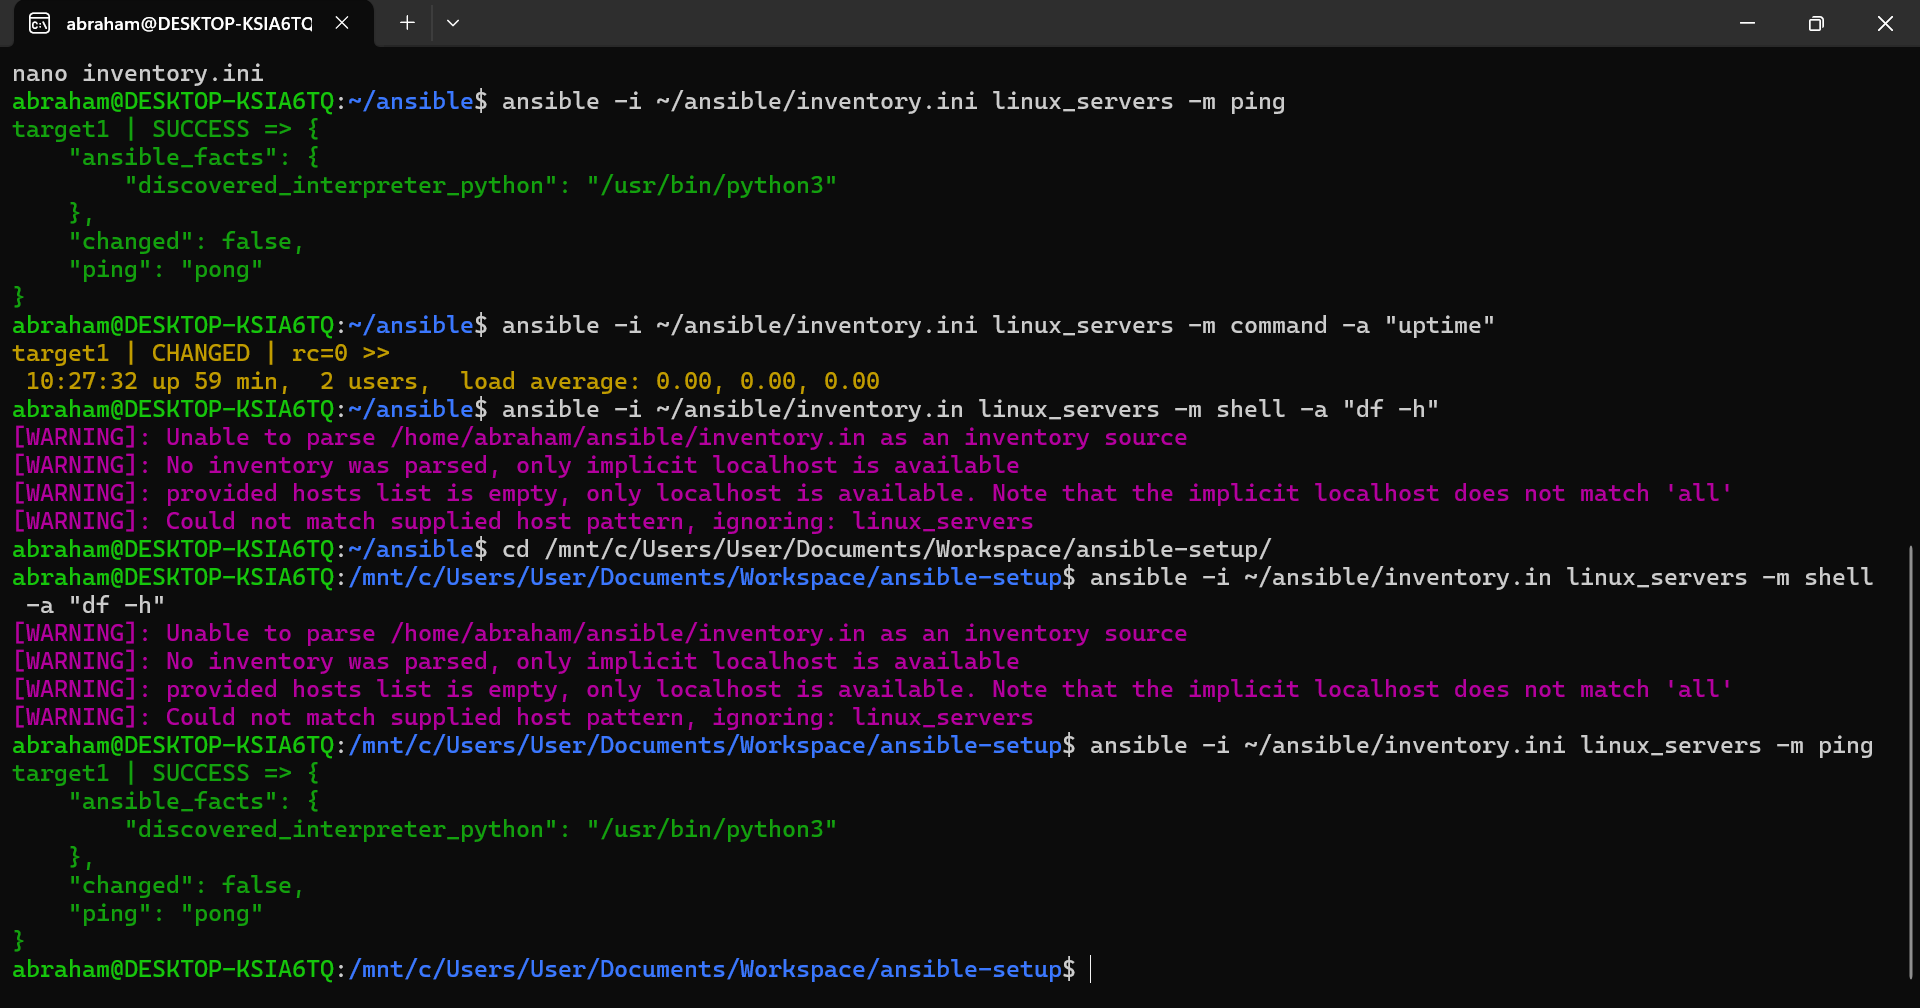 abraham@DESKTOP-KSIA6TQ
nano inventory.ini
abraham@DESKTOP-KSIA6TQ:~/ansible$ ansible -i ~/ansible/inventory.ini linux_servers -m ping
target1 | SUCCESS => {
    "ansible_facts": {
        "discovered_interpreter_python": "/usr/bin/python3"
    },
    "changed": false,
    "ping": "pong"
}
abraham@DESKTOP-KSIA6TQ:~/ansible$ ansible -i ~/ansible/inventory.ini linux_servers -m command -a "uptime"
target1 | CHANGED | rc=0 >>
 10:27:32 up 59 min,  2 users,  load average: 0.00, 0.00, 0.00
abraham@DESKTOP-KSIA6TQ:~/ansible$ ansible -i ~/ansible/inventory.in linux_servers -m shell -a "df -h"
[WARNING]: Unable to parse /home/abraham/ansible/inventory.in as an inventory source
[WARNING]: No inventory was parsed, only implicit localhost is available
[WARNING]: provided hosts list is empty, only localhost is available. Note that the implicit localhost does not match 'all'
[WARNING]: Could not match supplied host pattern, ignoring: linux_servers
abraham@DESKTOP-KSIA6TQ:~/ansible$ cd /mnt/c/Users/User/Documents/Workspace/ansible-setup/
abraham@DESKTOP-KSIA6TQ:/mnt/c/Users/User/Documents/Workspace/ansible-setup$ ansible -i ~/ansible/inventory.in linux_servers -m shell
 -a "df -h"
[WARNING]: Unable to parse /home/abraham/ansible/inventory.in as an inventory source
[WARNING]: No inventory was parsed, only implicit localhost is available
[WARNING]: provided hosts list is empty, only localhost is available. Note that the implicit localhost does not match 'all'
[WARNING]: Could not match supplied host pattern, ignoring: linux_servers
abraham@DESKTOP-KSIA6TQ:/mnt/c/Users/User/Documents/Workspace/ansible-setup$ ansible -i ~/ansible/inventory.ini linux_servers -m ping
target1 | SUCCESS => {
    "ansible_facts": {
        "discovered_interpreter_python": "/usr/bin/python3"
    },
    "changed": false,
    "ping": "pong"
}
abraham@DESKTOP-KSIA6TQ:/mnt/c/Users/User/Documents/Workspace/ansible-setup$